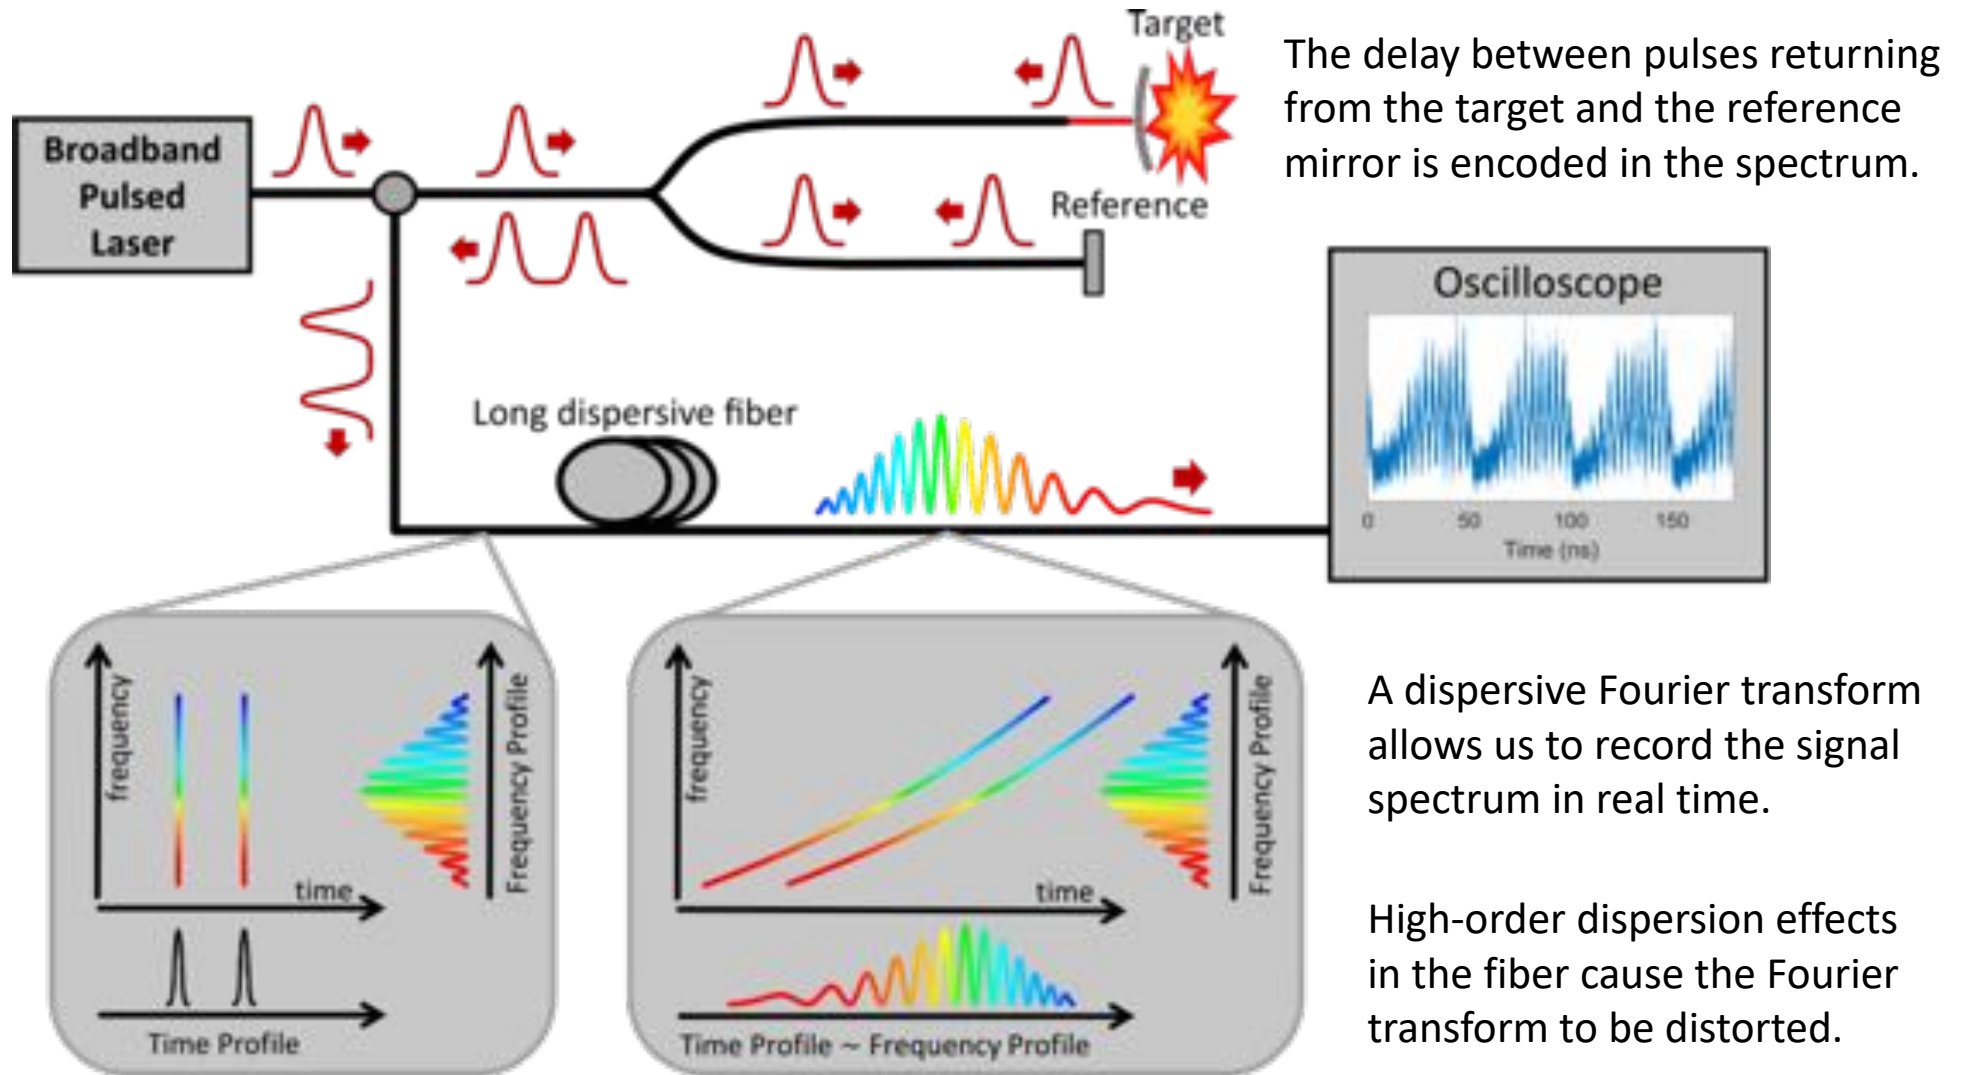 Target
The delay between pulses returning
from the target and the reference
mirror is encoded in the spectrum.
Broadband
Pulsed
Laser
Reference
Oscilloscope
0 50 100 150
Time (ns)
Long dispersive fiber
frequency
time
Frequency Profile
Time Profile
frequency
time
Frequency Profile
Time Profile ~ Frequency Profile
A dispersive Fourier transform
allows us to record the signal
spectrum in real time.
High-order dispersion effects
in the fiber cause the Fourier
transform to be distorted.